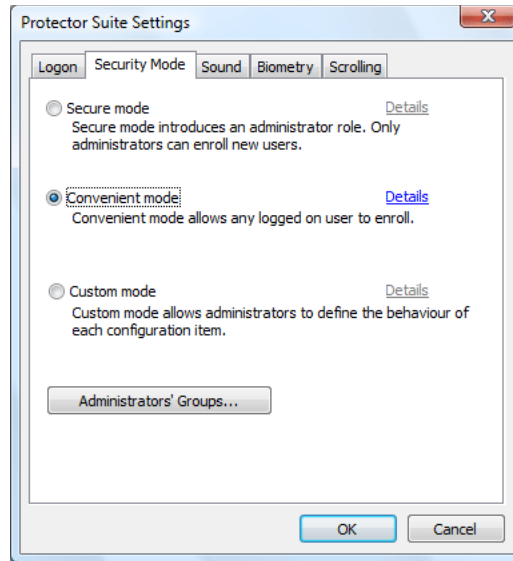 Protector Suite Settings
Logon Security Mode Sound Biometry Scrolling
Secure mode Details
Secure mode introduces an administrator role. Only
administrators can enroll new users.
Convenient mode Details
Convenient mode allows any logged on user to enroll.
Custom mode Details
Custom mode allows administrators to define the behaviour of
each configuration item.
Administrators' Groups...
OK Cancel